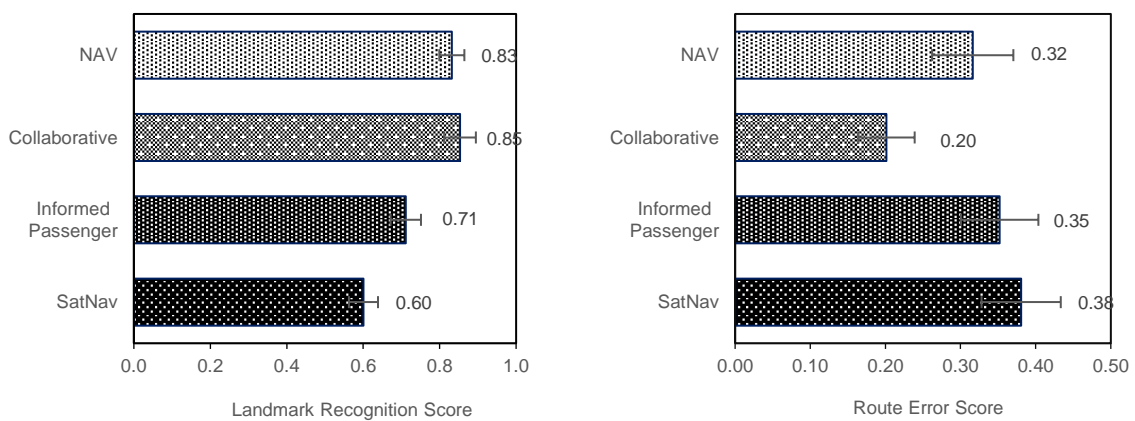 NAV
0.83
Collaborative
0.85
Informed
Passenger
0.71
SatNav
0.60
0.0 0.2 0.4 0.6 0.8 1.0
Landmark Recognition Score
NAV
0.32
Collaborative
0.20
Informed
Passenger
0.35
SatNav
0.38
0.00 0.10 0.20 0.30 0.40 0.50
Route Error Score